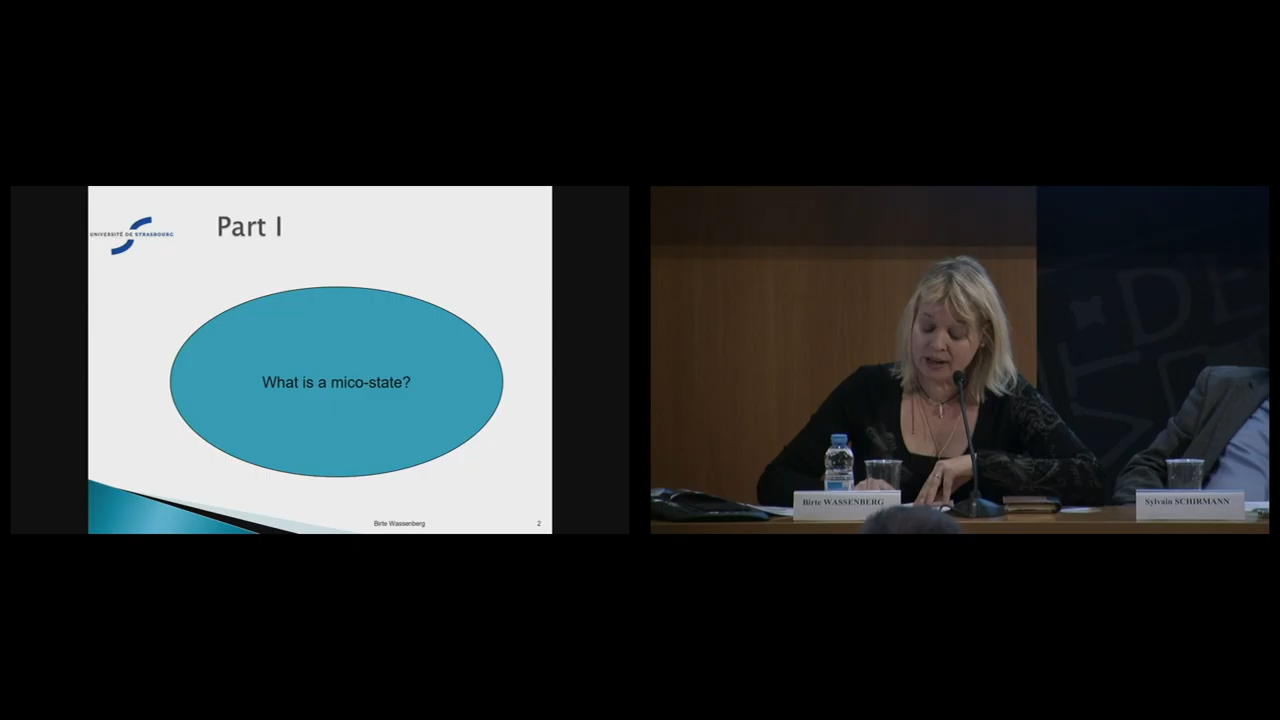 UNIVERSITÉ DE STRASBOURG
Part I
What is a mico-state?
Birte Wassenberg
2
Birte WASSENBERG
Sylvain SCHIRMANN